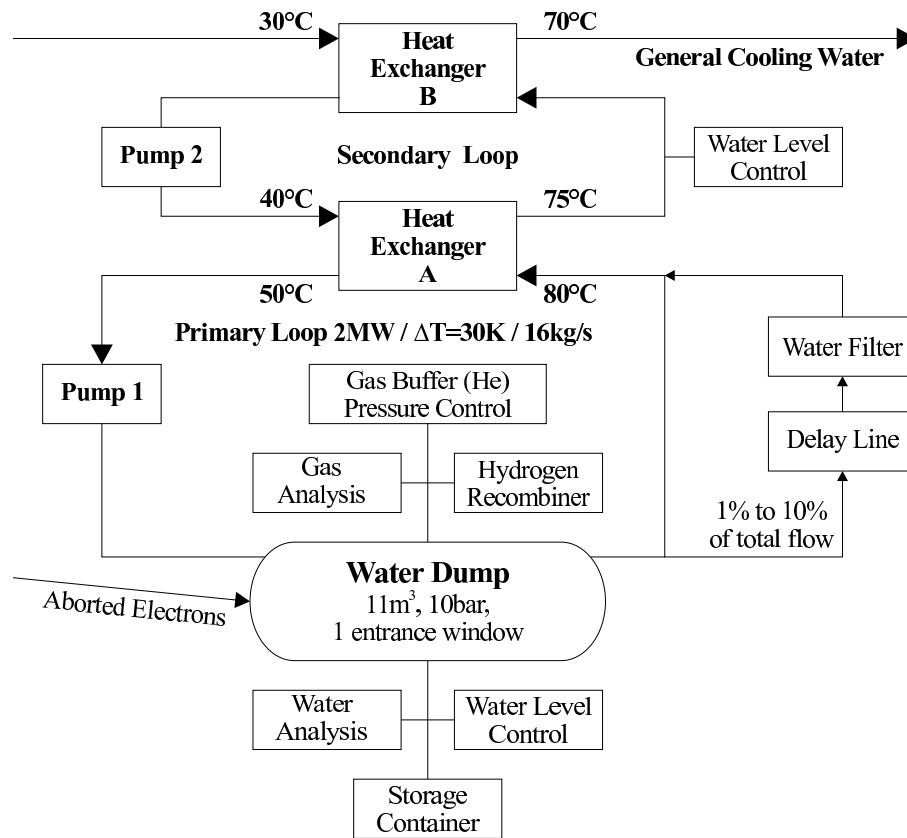 30°C
70°C
Heat
Exchanger
B
General Cooling Water
Pump 2
Secondary Loop
Water Level
Control
40°C
75°C
Heat
Exchanger
A
50°C
80°C
Primary Loop 2MW / ΔT=30K / 16kg/s
Water Filter
Pump 1
Gas Buffer (He)
Pressure Control
Delay Line
Gas
Analysis
Hydrogen
Recombiner
1% to 10%
of total flow
Water Dump
11m³, 10bar,
1 entrance window
Aborted Electrons
Water
Analysis
Water Level
Control
Storage
Container